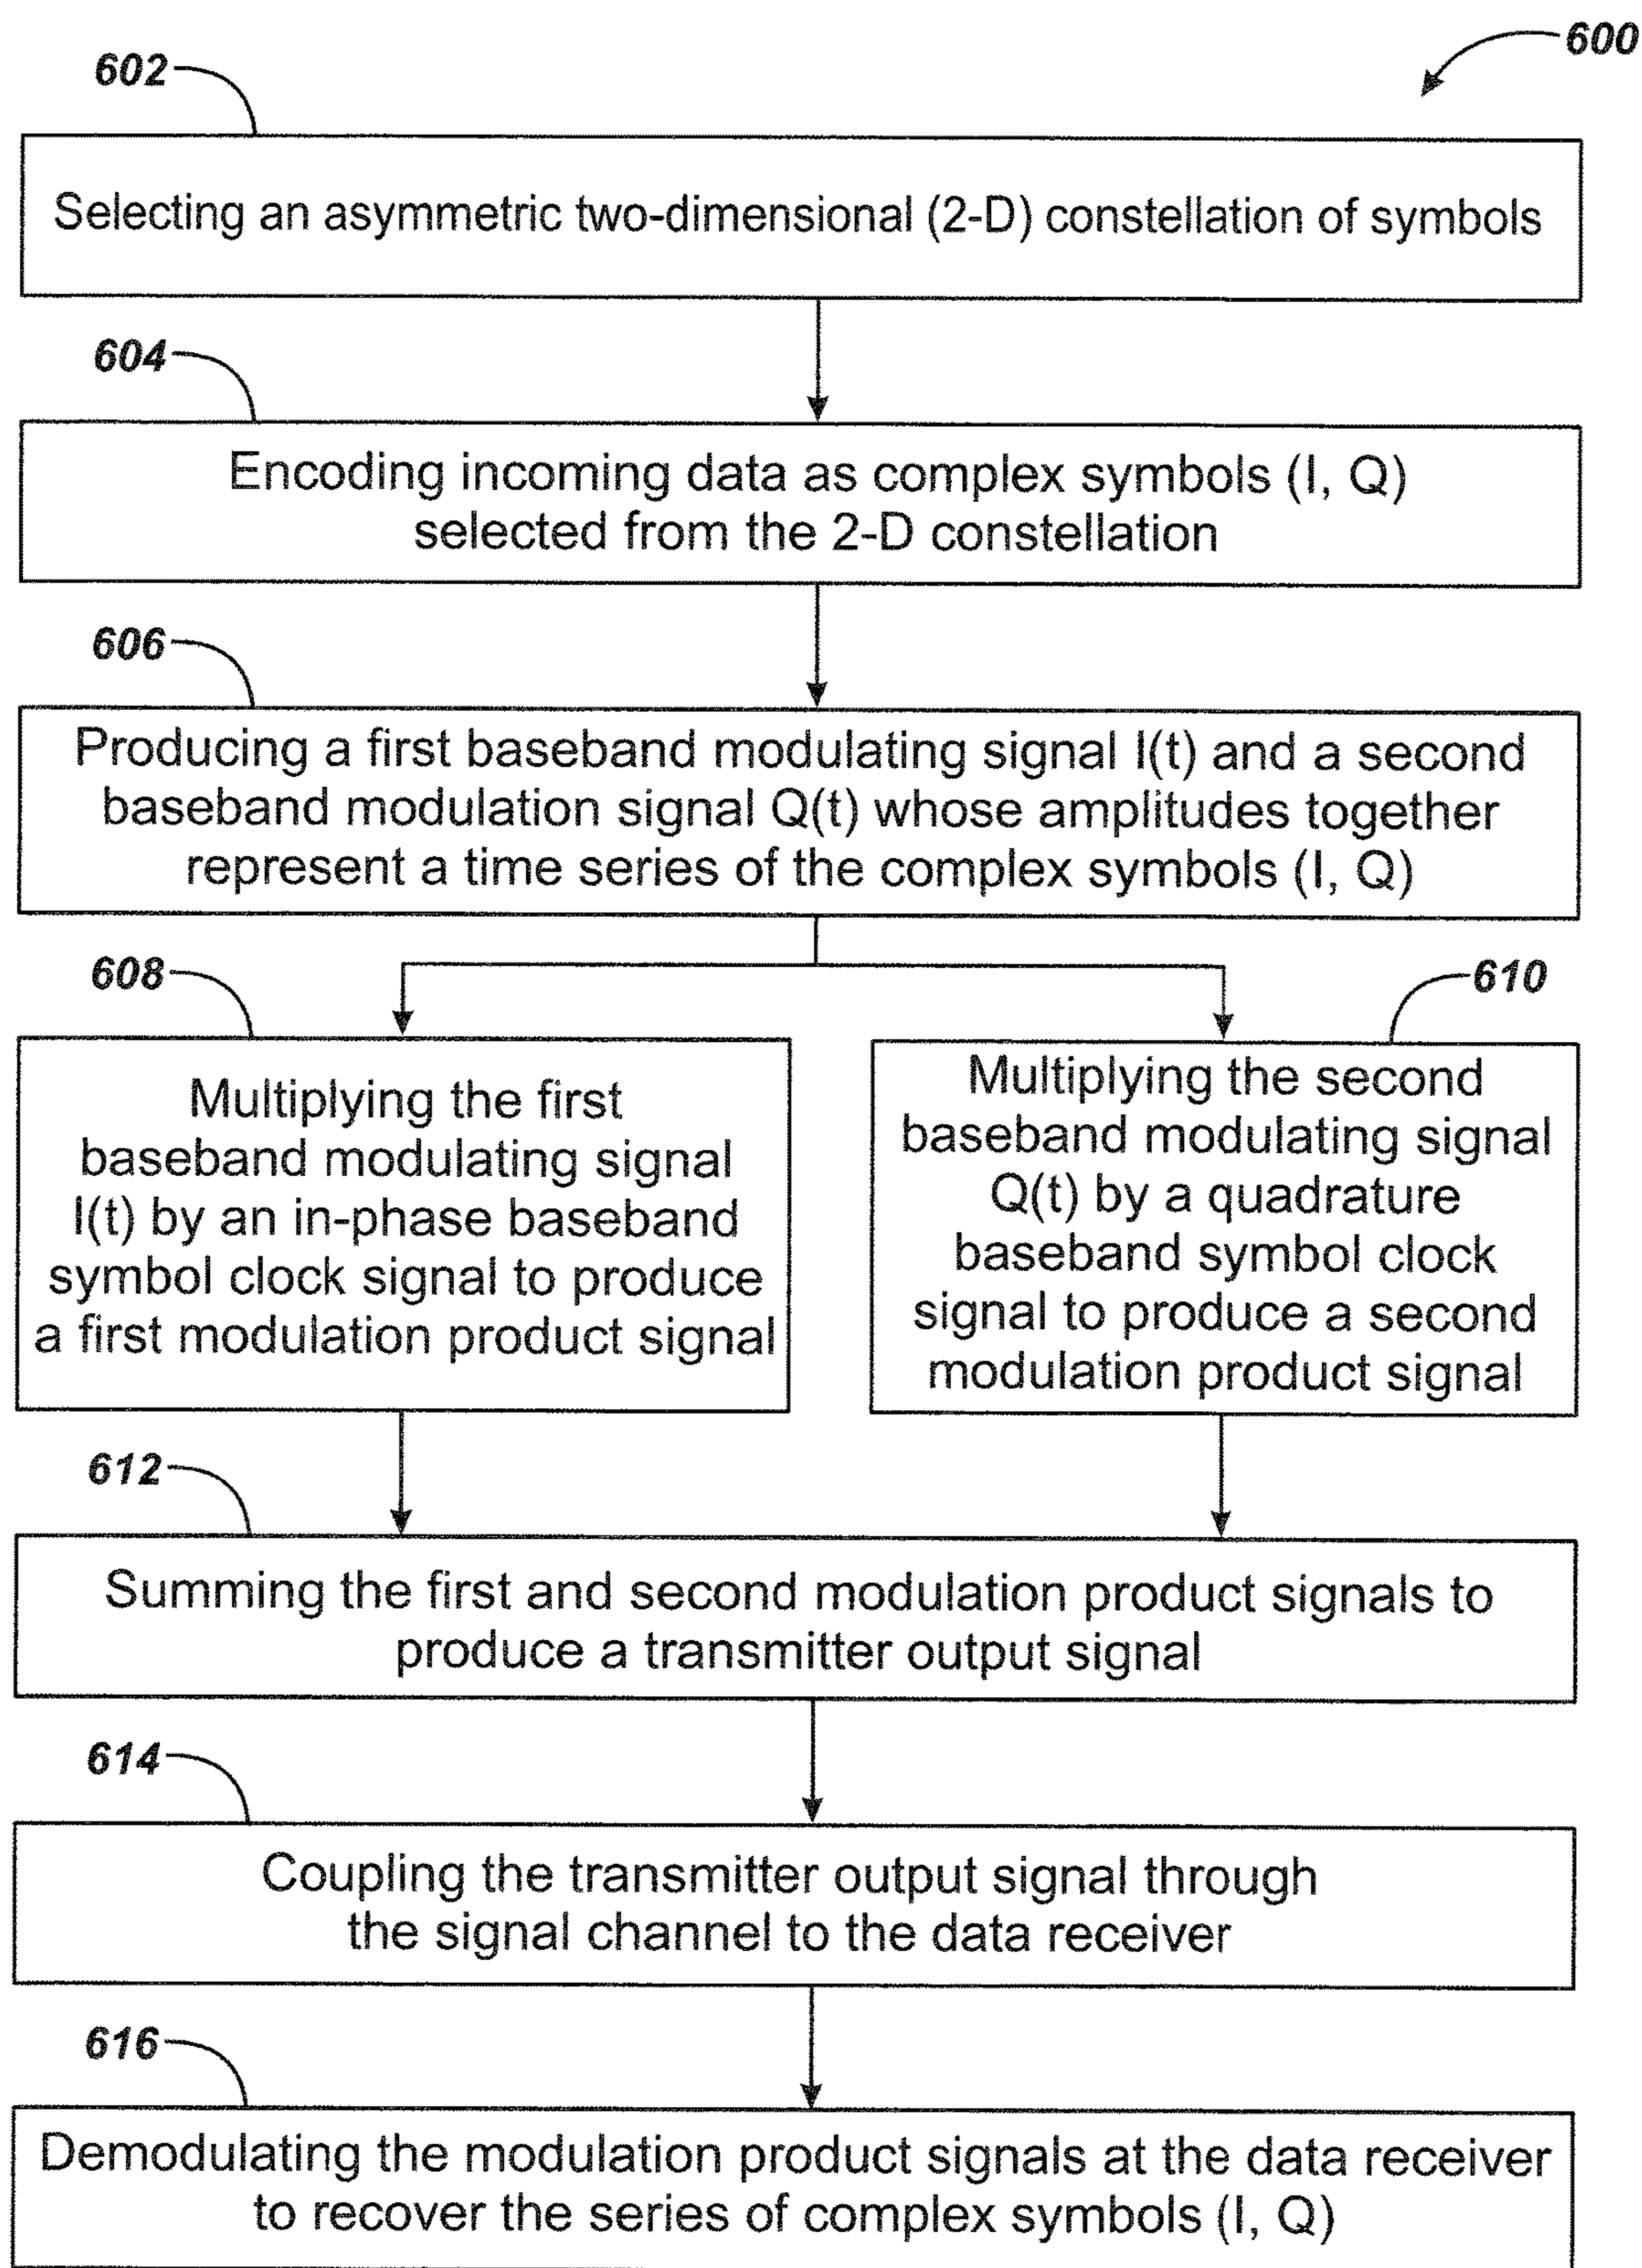 600
602
Selecting an asymmetric two-dimensional (2-D) constellation of symbols
604
Encoding incoming data as complex symbols (I, Q)
selected from the 2-D constellation
606
Producing a first baseband modulating signal I(t) and a second
baseband modulation signal Q(t) whose amplitudes together
represent a time series of the complex symbols (I, Q)
608
Multiplying the first
baseband modulating signal
I(t) by an in-phase baseband
symbol clock signal to produce
a first modulation product signal
610
Multiplying the second
baseband modulating signal
Q(t) by a quadrature
baseband symbol clock
signal to produce a second
modulation product signal
612
Summing the first and second modulation product signals to
produce a transmitter output signal
614
Coupling the transmitter output signal through
the signal channel to the data receiver
616
Demodulating the modulation product signals at the data receiver
to recover the series of complex symbols (I, Q)